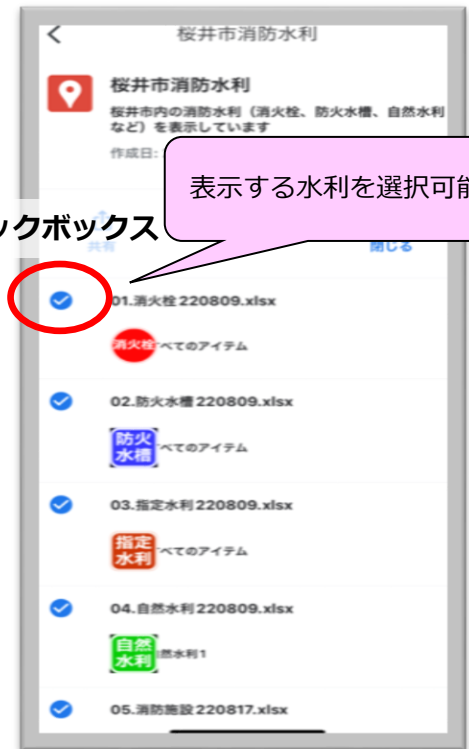 桜井市消防水利
桜井市消防水利
桜井市内の消防水利（消火栓、防火水槽、自然水利
など）を表示しています
作成日:
表示する水利を選択可能
ックボックス
共有
閉じる
01.消火栓220809.xlsx
消火栓
べてのアイテム
02.防火水槽220809.xlsx
防火
水槽
べてのアイテム
03.指定水利220809.xlsx
指定
水利
べてのアイテム
04.自然水利220809.xlsx
自然
水利
然水利1
05.消防施設220817.xlsx